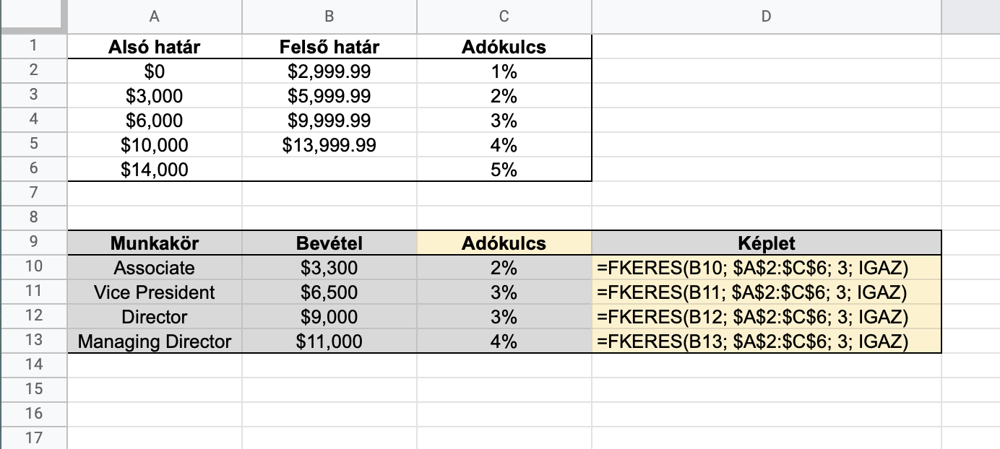 A B C D
1 Alsó határ Felső határ Adókulcs
2 $0 $2,999.99 1%
3 $3,000 $5,999.99 2%
4 $6,000 $9,999.99 3%
5 $10,000 $13,999.99 4%
6 $14,000 5%
7
8
9 Munkakör Bevétel Adókulcs Képlet
10 Associate $3,300 2% =FKERES(B10; $A$2:$C$6; 3; IGAZ)
11 Vice President $6,500 3% =FKERES(B11; $A$2:$C$6; 3; IGAZ)
12 Director $9,000 3% =FKERES(B12; $A$2:$C$6; 3; IGAZ)
13 Managing Director $11,000 4% =FKERES(B13; $A$2:$C$6; 3; IGAZ)
14
15
16
17